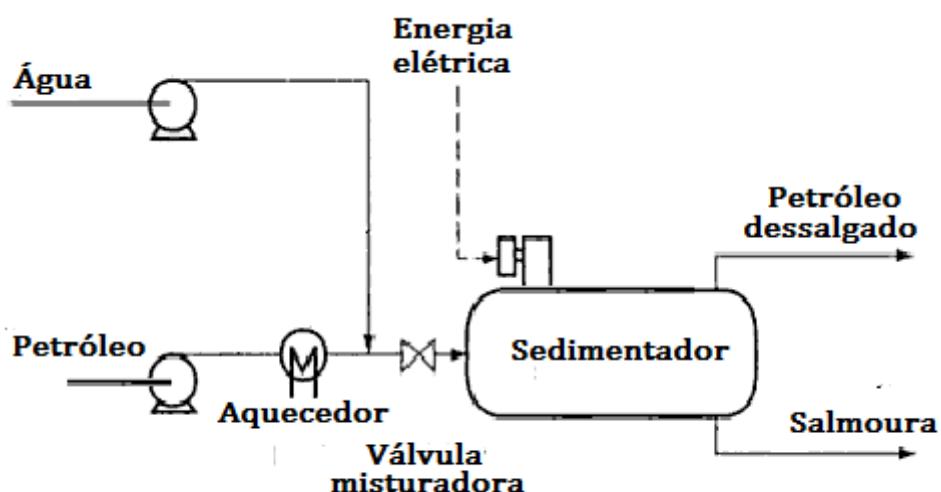 Energia
elétrica
Água
Petróleo
dessalgado
Petróleo
Sedimentador
Aquecedor
Salmoura
Válvula
misturadora